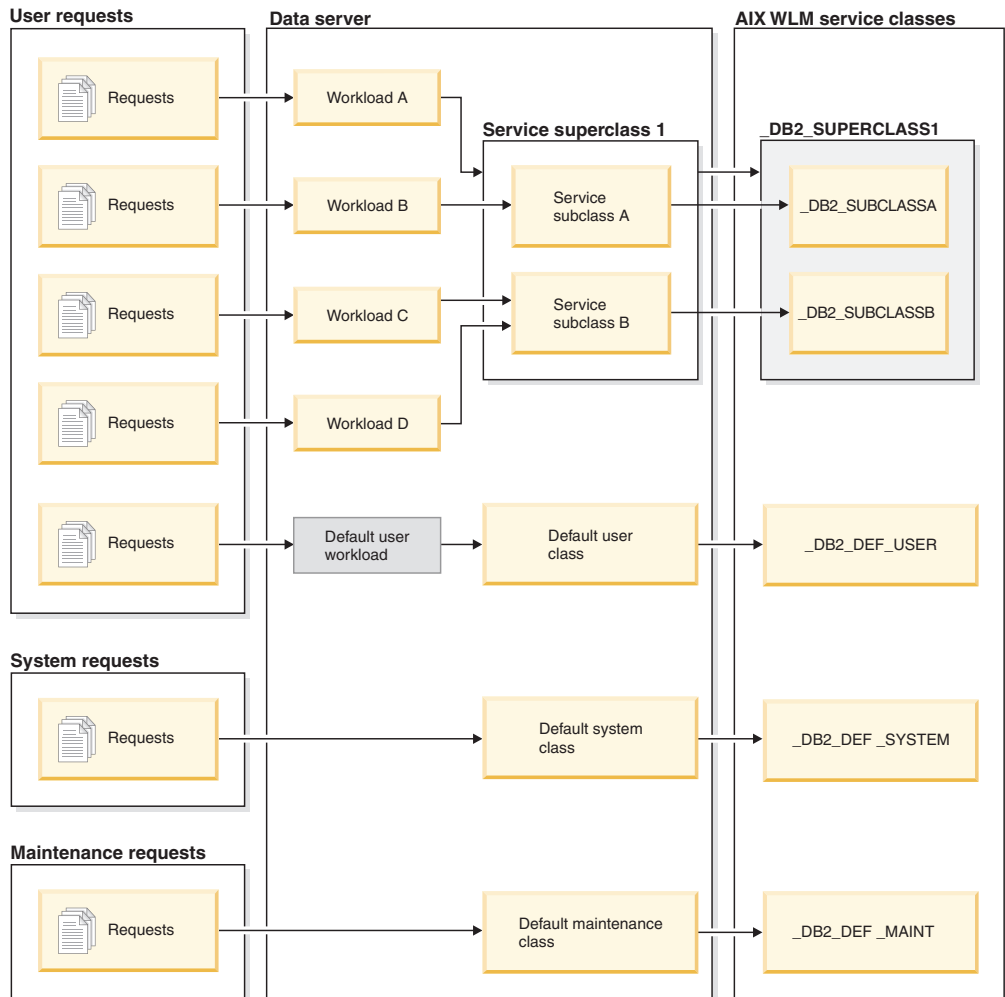 User requests
Data server
AIX WLM service classes
Requests
Workload A
Service superclass 1
_DB2_SUPERCLASS1
Requests
Workload B
Service
subclass A
_DB2_SUBCLASSA
Requests
Workload C
Service
subclass B
_DB2_SUBCLASSB
Requests
Workload D
Requests
Default user
workload
Default user
class
_DB2_DEF_USER
System requests
Requests
Default system
class
_DB2_DEF _SYSTEM
Maintenance requests
Requests
Default maintenance
class
_DB2_DEF _MAINT